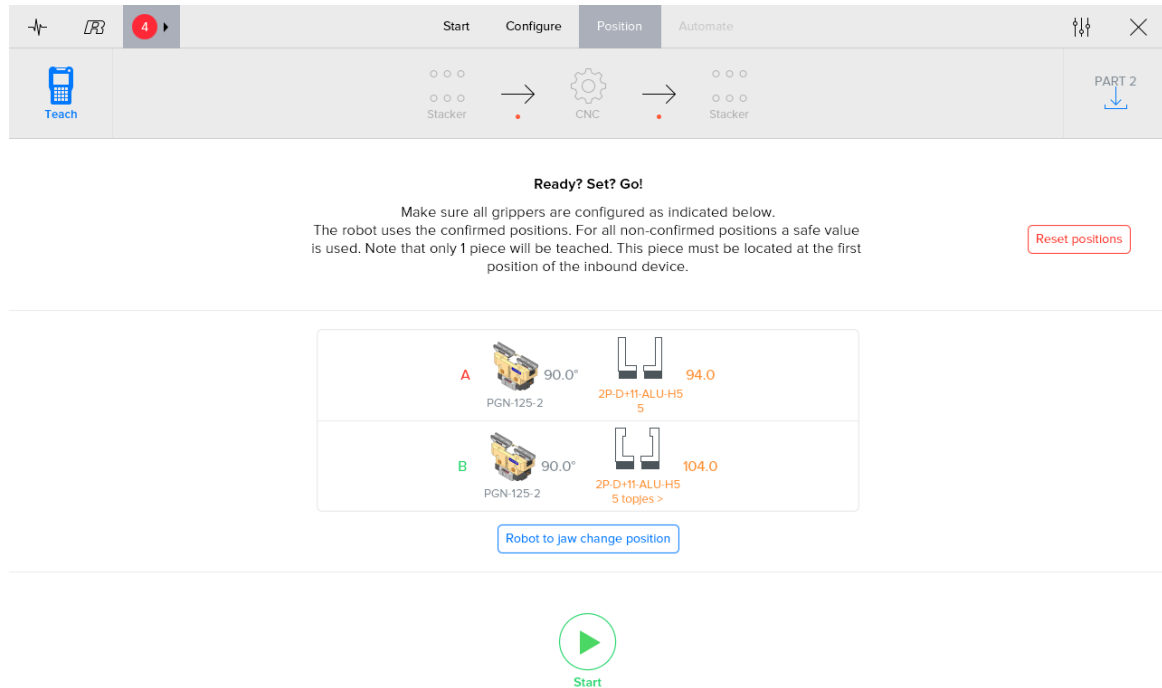 4
Start Configure Position Automate
Teach
Stacker
CNC
Stacker
PART 2
Ready? Set? Go!
Make sure all grippers are configured as indicated below.
The robot uses the confirmed positions. For all non-confirmed positions a safe value
is used. Note that only 1 piece will be teached. This piece must be located at the first
position of the inbound device.
Reset positions
A
90.0°
94.0
PGN-125-2
2P-D+11-ALU-H5
5
B
90.0°
104.0
PGN-125-2
2P-D+11-ALU-H5
5 topjes >
Robot to jaw change position
Start